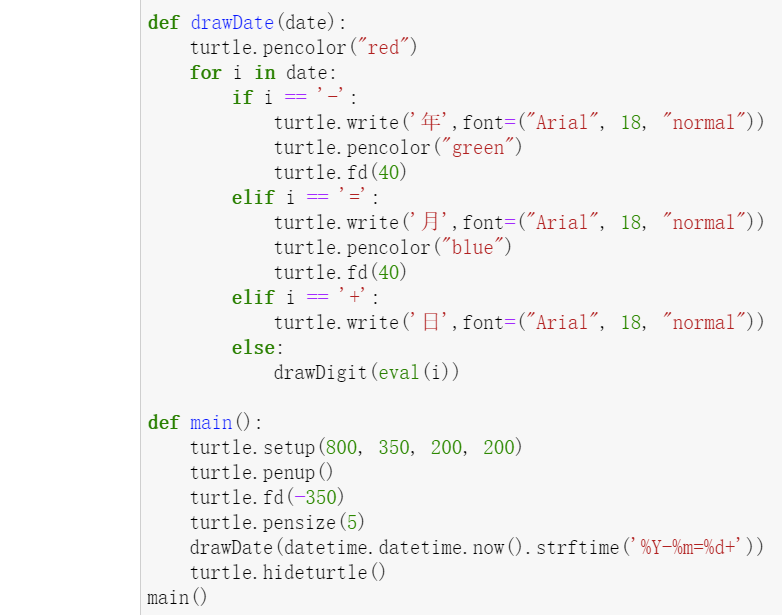 def drawDate(date):
    turtle.pencolor("red")
    for i in date:
        if i == '-':
            turtle.write('年',font=("Arial", 18, "normal"))
            turtle.pencolor("green")
            turtle.fd(40)
        elif i == '=':
            turtle.write('月',font=("Arial", 18, "normal"))
            turtle.pencolor("blue")
            turtle.fd(40)
        elif i == '+':
            turtle.write('日',font=("Arial", 18, "normal"))
        else:
            drawDigit(eval(i))

def main():
    turtle.setup(800, 350, 200, 200)
    turtle.penup()
    turtle.fd(-350)
    turtle.pensize(5)
    drawDate(datetime.datetime.now().strftime('%Y-%m=%d+'))
    turtle.hideturtle()
main()